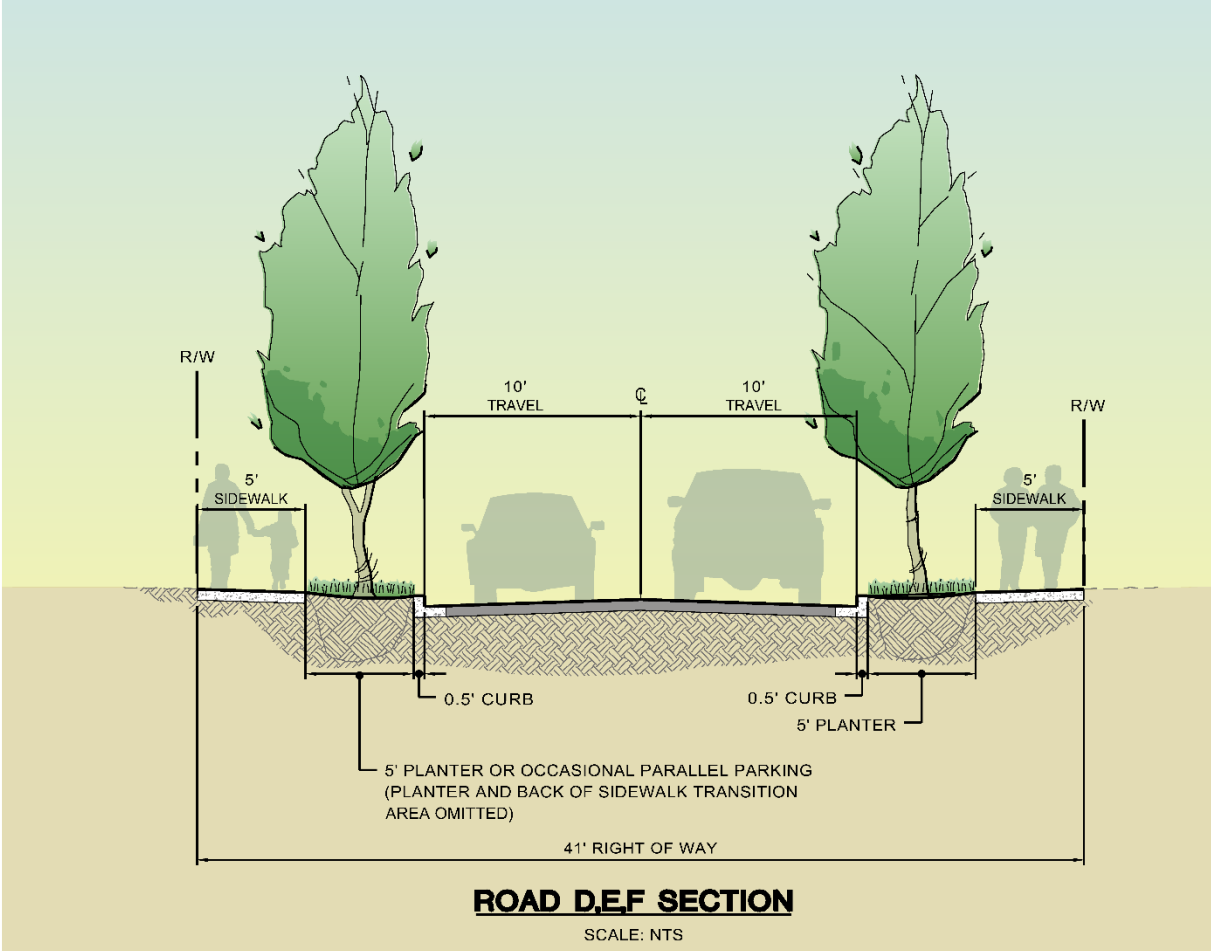 R/W
10'
TRAVEL
℄
10'
TRAVEL
R/W
5'
SIDEWALK
5'
SIDEWALK
0.5' CURB
0.5' CURB
5' PLANTER
5' PLANTER OR OCCASIONAL PARALLEL PARKING
(PLANTER AND BACK OF SIDEWALK TRANSITION
AREA OMITTED)
41' RIGHT OF WAY
ROAD D,E,F SECTION
SCALE: NTS